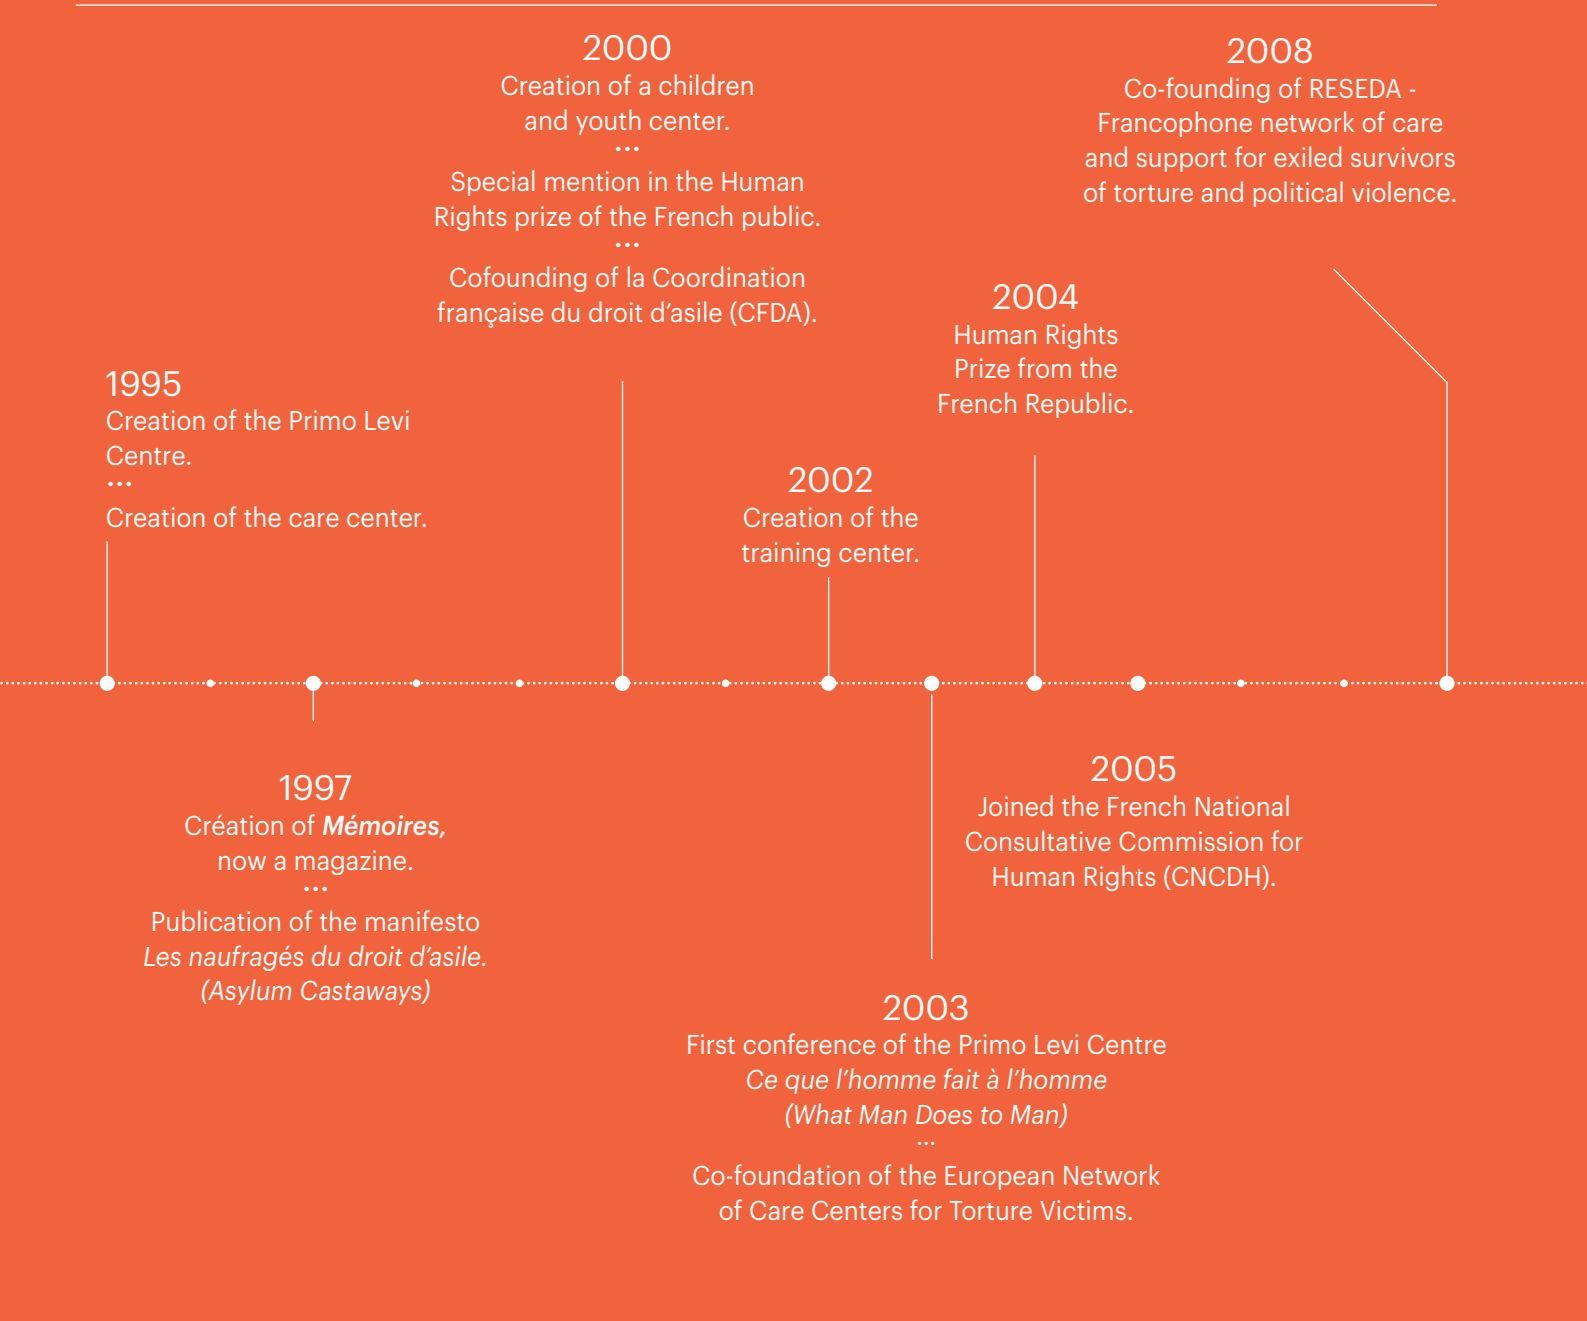 2000
Creation of a children
and youth center.
...
Special mention in the Human
Rights prize of the French public.
...
Cofounding of la Coordination
française du droit d’asile (CFDA).
2008
Co-founding of RESEDA -
Francophone network of care
and support for exiled survivors
of torture and political violence.
2004
Human Rights
Prize from the
French Republic.
1995
Creation of the Primo Levi
Centre.
...
Creation of the care center.
2002
Creation of the
training center.
1997
Création of Mémoires,
now a magazine.
...
Publication of the manifesto
Les naufragés du droit d’asile.
(Asylum Castaways)
2005
Joined the French National
Consultative Commission for
Human Rights (CNCDH).
2003
First conference of the Primo Levi Centre
Ce que l’homme fait à l’homme
(What Man Does to Man)
...
Co-foundation of the European Network
of Care Centers for Torture Victims.